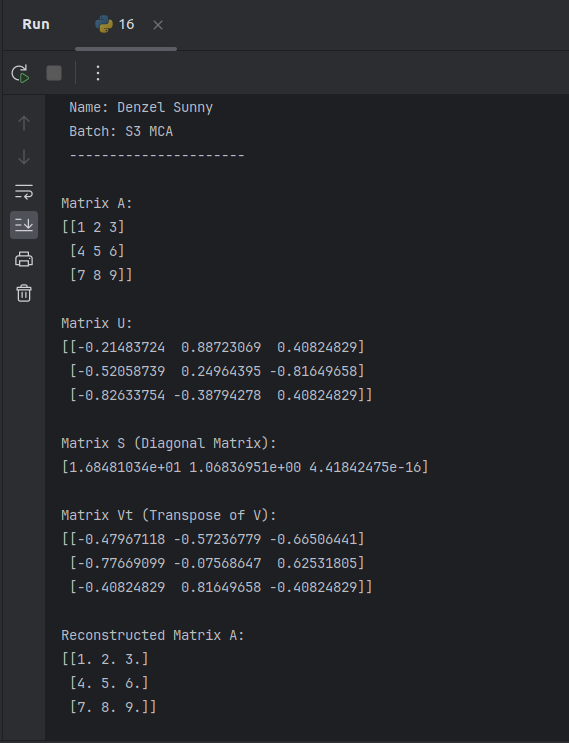 Run
16
Name: Denzel Sunny
Batch: S3 MCA
----------------------
Matrix A:
[[1 2 3]
[4 5 6]
[7 8 9]]
Matrix U:
[[-0.21483724  0.88723069  0.40824829]
[-0.52058739  0.24964395 -0.81649658]
[-0.82633754 -0.38794278  0.40824829]]
Matrix S (Diagonal Matrix):
[1.68481034e+01 1.06836951e+00 4.41842475e-16]
Matrix Vt (Transpose of V):
[[-0.47967118 -0.57236779 -0.66506441]
[-0.77669099 -0.07568647  0.62531805]
[-0.40824829  0.81649658 -0.40824829]]
Reconstructed Matrix A:
[[1. 2. 3.]
[4. 5. 6.]
[7. 8. 9.]]